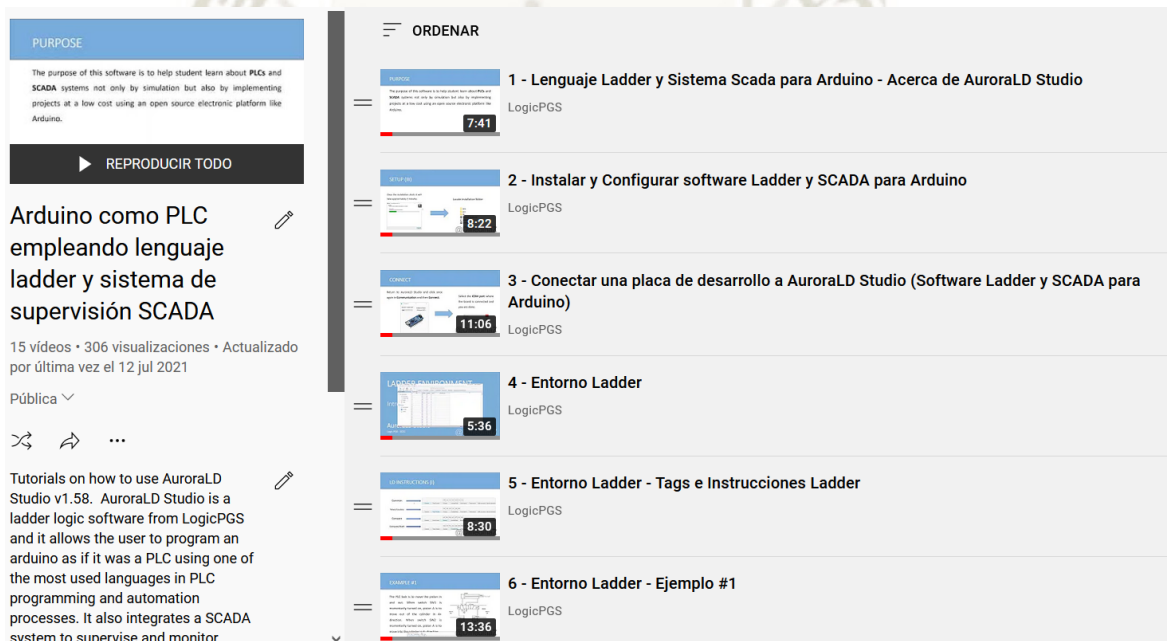 PURPOSE
The purpose of this software is to help student learn about PLCs and
SCADA systems not only by simulation but also by implementing
projects at a low cost using an open source electronic platform like
Arduino.
REPRODUCIR TODO
Arduino como PLC
empleando lenguaje
ladder y sistema de
supervisión SCADA
15 vídeos • 306 visualizaciones • Actualizado
por última vez el 12 jul 2021
Pública
Tutorials on how to use AuroraLD
Studio v1.58. AuroraLD Studio is a
ladder logic software from LogicPGS
and it allows the user to program an
arduino as if it was a PLC using one of
the most used languages in PLC
programming and automation
processes. It also integrates a SCADA
system to supervise and monitor
ORDENAR
PURPOSE
7:41
1 - Lenguaje Ladder y Sistema Scada para Arduino - Acerca de AuroraLD Studio
LogicPGS
8:22
2 - Instalar y Configurar software Ladder y SCADA para Arduino
LogicPGS
CONNECT
11:06
3 - Conectar una placa de desarrollo a AuroraLD Studio (Software Ladder y SCADA para
Arduino)
LogicPGS
LADDER ENVIRONMENT
5:36
4 - Entorno Ladder
LogicPGS
8:30
5 - Entorno Ladder - Tags e Instrucciones Ladder
LogicPGS
EXAMPLE #1
13:36
6 - Entorno Ladder - Ejemplo #1
LogicPGS